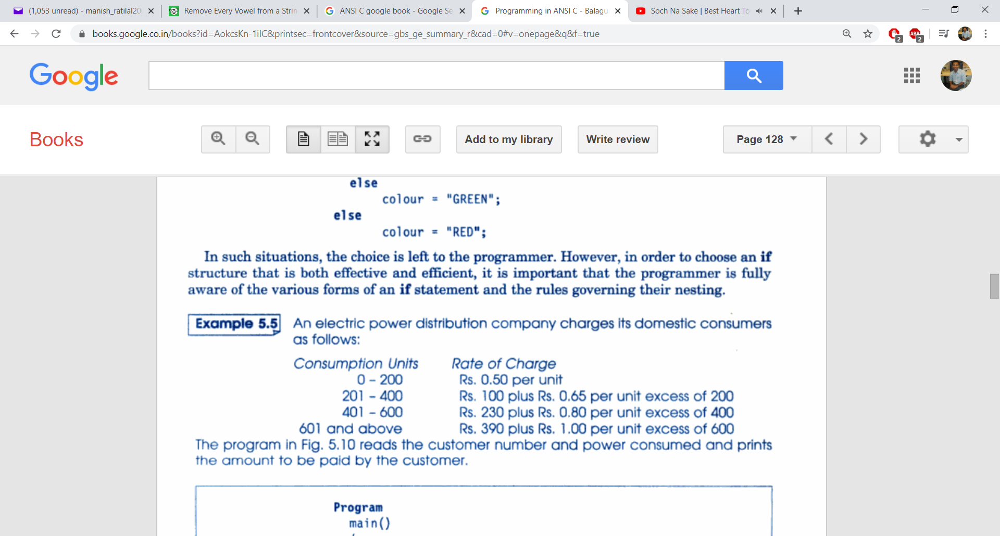 (1,053 unread) - manish_ratilal20
Remove Every Vowel from a Strin
ANSI C google book - Google Se
Programming in ANSI C - Balagu
Soch Na Sake | Best Heart To
books.google.co.in/books?id=AokcsKn-1iIC&printsec=frontcover&source=gbs_ge_summary_r&cad=0#v=onepage&q&f=true
2
ABP
2
Google
Books
Add to my library
Write review
Page 128
else
colour = "GREEN";
else
colour = "RED";
In such situations, the choice is left to the programmer. However, in order to choose an if
structure that is both effective and efficient, it is important that the programmer is fully
aware of the various forms of an if statement and the rules governing their nesting.
Example 5.5 An electric power distribution company charges its domestic consumers
as follows:
Consumption Units Rate of Charge
0 – 200 Rs. 0.50 per unit
201 – 400 Rs. 100 plus Rs. 0.65 per unit excess of 200
401 – 600 Rs. 230 plus Rs. 0.80 per unit excess of 400
601 and above Rs. 390 plus Rs. 1.00 per unit excess of 600
The program in Fig. 5.10 reads the customer number and power consumed and prints
the amount to be paid by the customer.
Program
main()